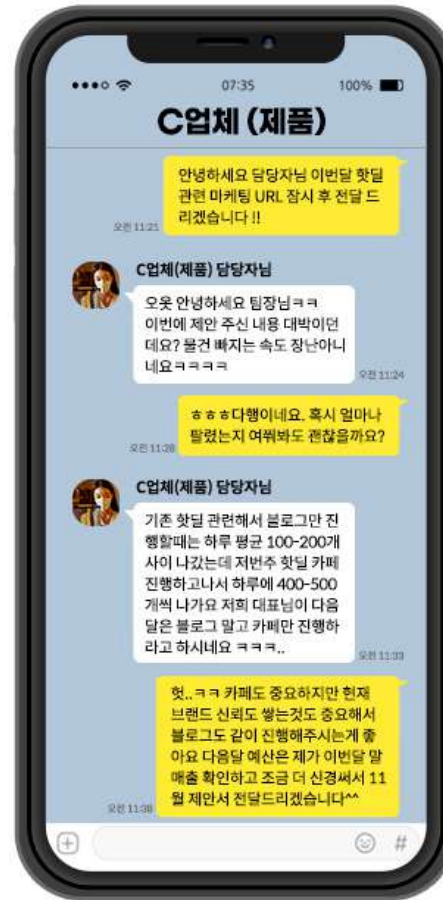 07:35
100%
C업체 (제품)
안녕하세요 담당자님 이번달 핫딜
관련 마케팅 URL 잠시 후 전달 드
리겠습니다 !!
오전 11:21
C업체(제품) 담당자님
오옷 안녕하세요 팀장님ㅋㅋ
이번에 제안 주신 내용 대박이던
데요? 물건 빠지는 속도 장난아니
네요ㅋㅋㅋㅋ
오전 11:24
ㅎㅎㅎ다행이네요. 혹시 얼마나
팔렸는지 여쭤봐도 괜찮을까요?
오전 11:28
C업체(제품) 담당자님
기존 핫딜 관련해서 블로그만 진
행할때는 하루 평균 100-200개
사이 나갔는데 저번주 핫딜 카페
진행하고나서 하루에 400-500
개씩 나가요 저희 대표님이 다음
달은 블로그 말고 카페만 진행하
라고 하시네요 ㅋㅋㅋ..
오전 11:33
헛..ㅋㅋ 카페도 중요하지만 현재
브랜드 신뢰도 쌓는것도 중요해서
블로그도 같이 진행해주시는게 좋
아요 다음달 예산은 제가 이번달 말
매출 확인하고 조금 더 신경써서 11
월 제안서 전달드리겠습니다^^
오전 11:38
#